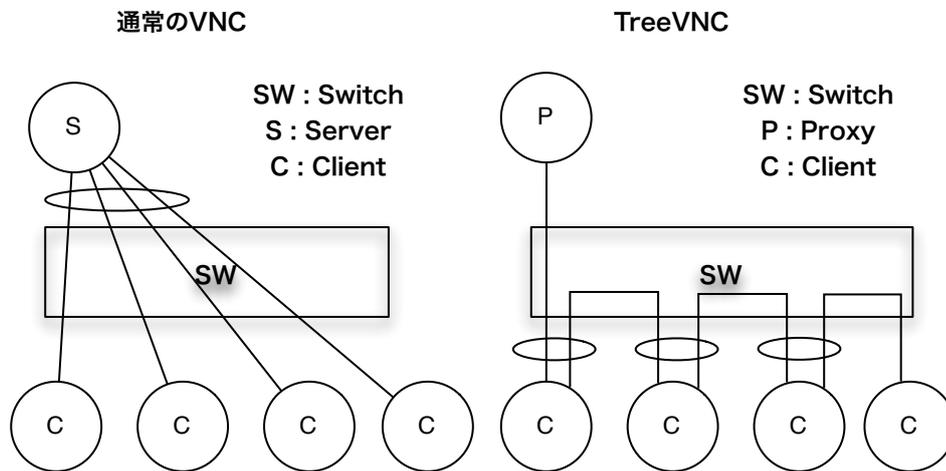 通常のVNC
SW : Switch
S : Server
C : Client
S
SW
C
C
C
C
TreeVNC
SW : Switch
P : Proxy
C : Client
P
SW
C
C
C
C